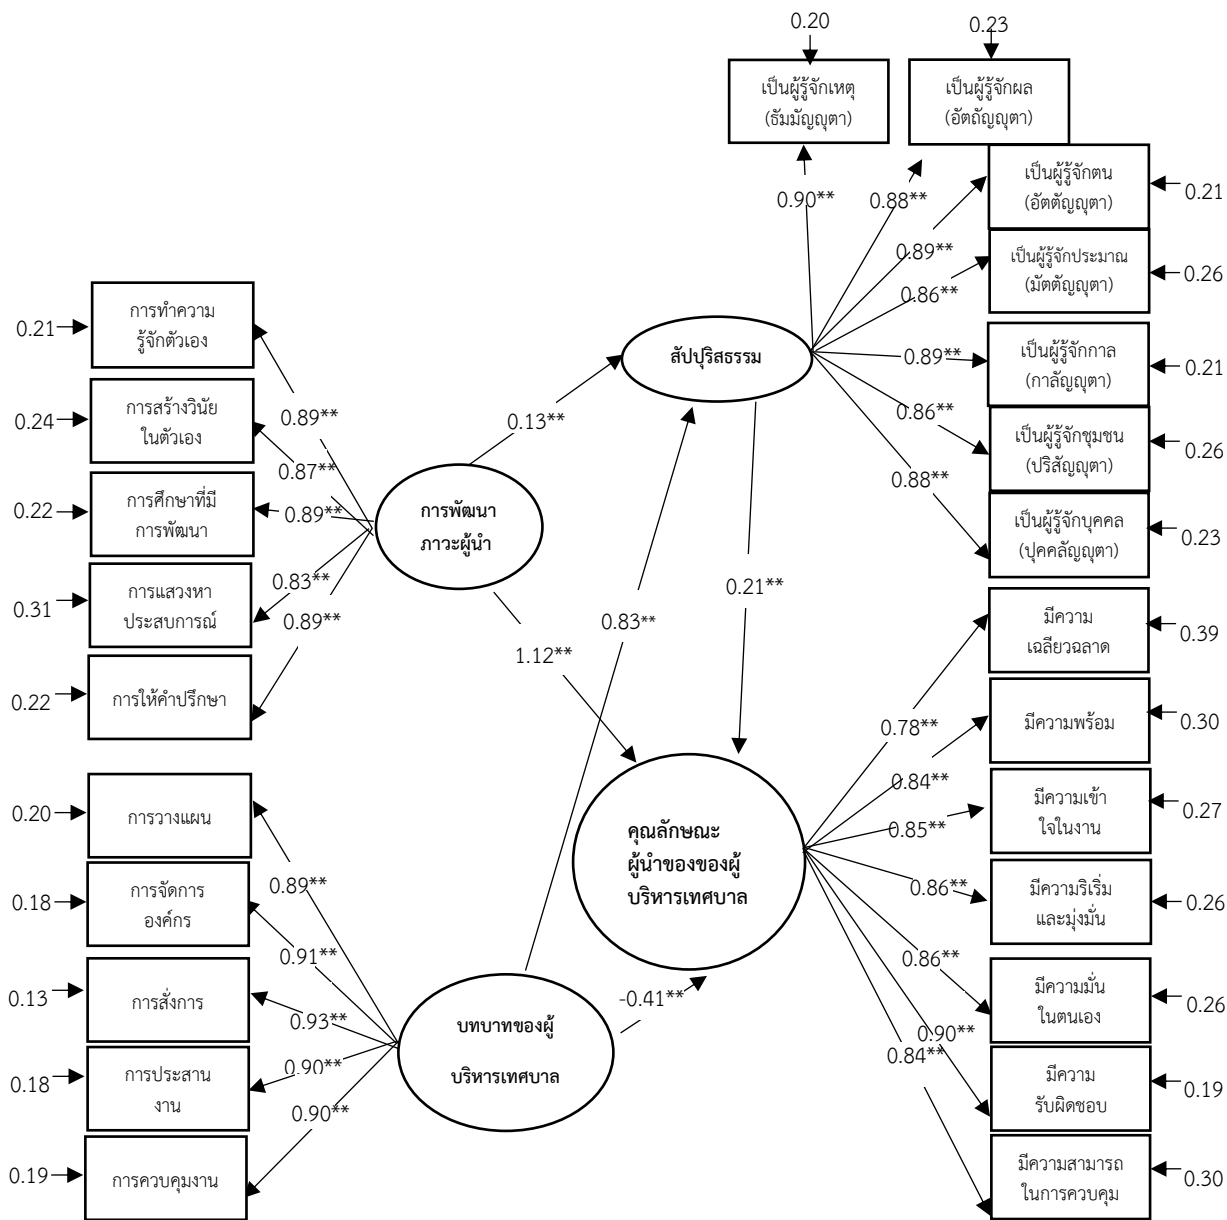 0.20
0.23
เป็นผู้รู้จักเหตุ
(ธัมมัญญุตา)
เป็นผู้รู้จักผล
(อัตถัญญุตา)
0.90**
0.88**
เป็นผู้รู้จักตน
(อัตตัญญุตา)
0.21
0.89**
เป็นผู้รู้จักประมาณ
(มัตตัญญุตา)
0.26
0.86**
เป็นผู้รู้จักกาล
(กาลัญญุตา)
0.21
0.89**
เป็นผู้รู้จักชุมชน
(ปริสัญญุตา)
0.26
0.86**
เป็นผู้รู้จักบุคคล
(ปุคคลัญญุตา)
0.23
0.88**
สัปปุริสธรรม
0.21
การทำความ
รู้จักตัวเอง
0.89**
0.24
การสร้างวินัย
ในตัวเอง
0.87**
0.22
การศึกษาที่มี
การพัฒนา
0.89**
0.31
การแสวงหา
ประสบการณ์
0.83**
0.22
การให้คำปรึกษา
0.89**
การพัฒนา
ภาวะผู้นำ
0.13**
1.12**
0.83**
0.21**
-0.41**
0.20
การวางแผน
0.89**
0.18
การจัดการ
องค์กร
0.91**
0.13
การสั่งการ
0.93**
0.18
การประสาน
งาน
0.90**
0.19
การควบคุมงาน
0.90**
บทบาทของผู้
บริหารเทศบาล
คุณลักษณะ
ผู้นำของของผู้
บริหารเทศบาล
มีความ
เฉลียวฉลาด
0.39
0.78**
มีความพร้อม
0.30
0.84**
มีความเข้า
ใจในงาน
0.27
0.85**
มีความริเริ่ม
และมุ่งมั่น
0.26
0.86**
มีความมั่น
ในตนเอง
0.26
0.86**
มีความ
รับผิดชอบ
0.19
0.90**
มีความสามารถ
ในการควบคุม
0.30
0.84**